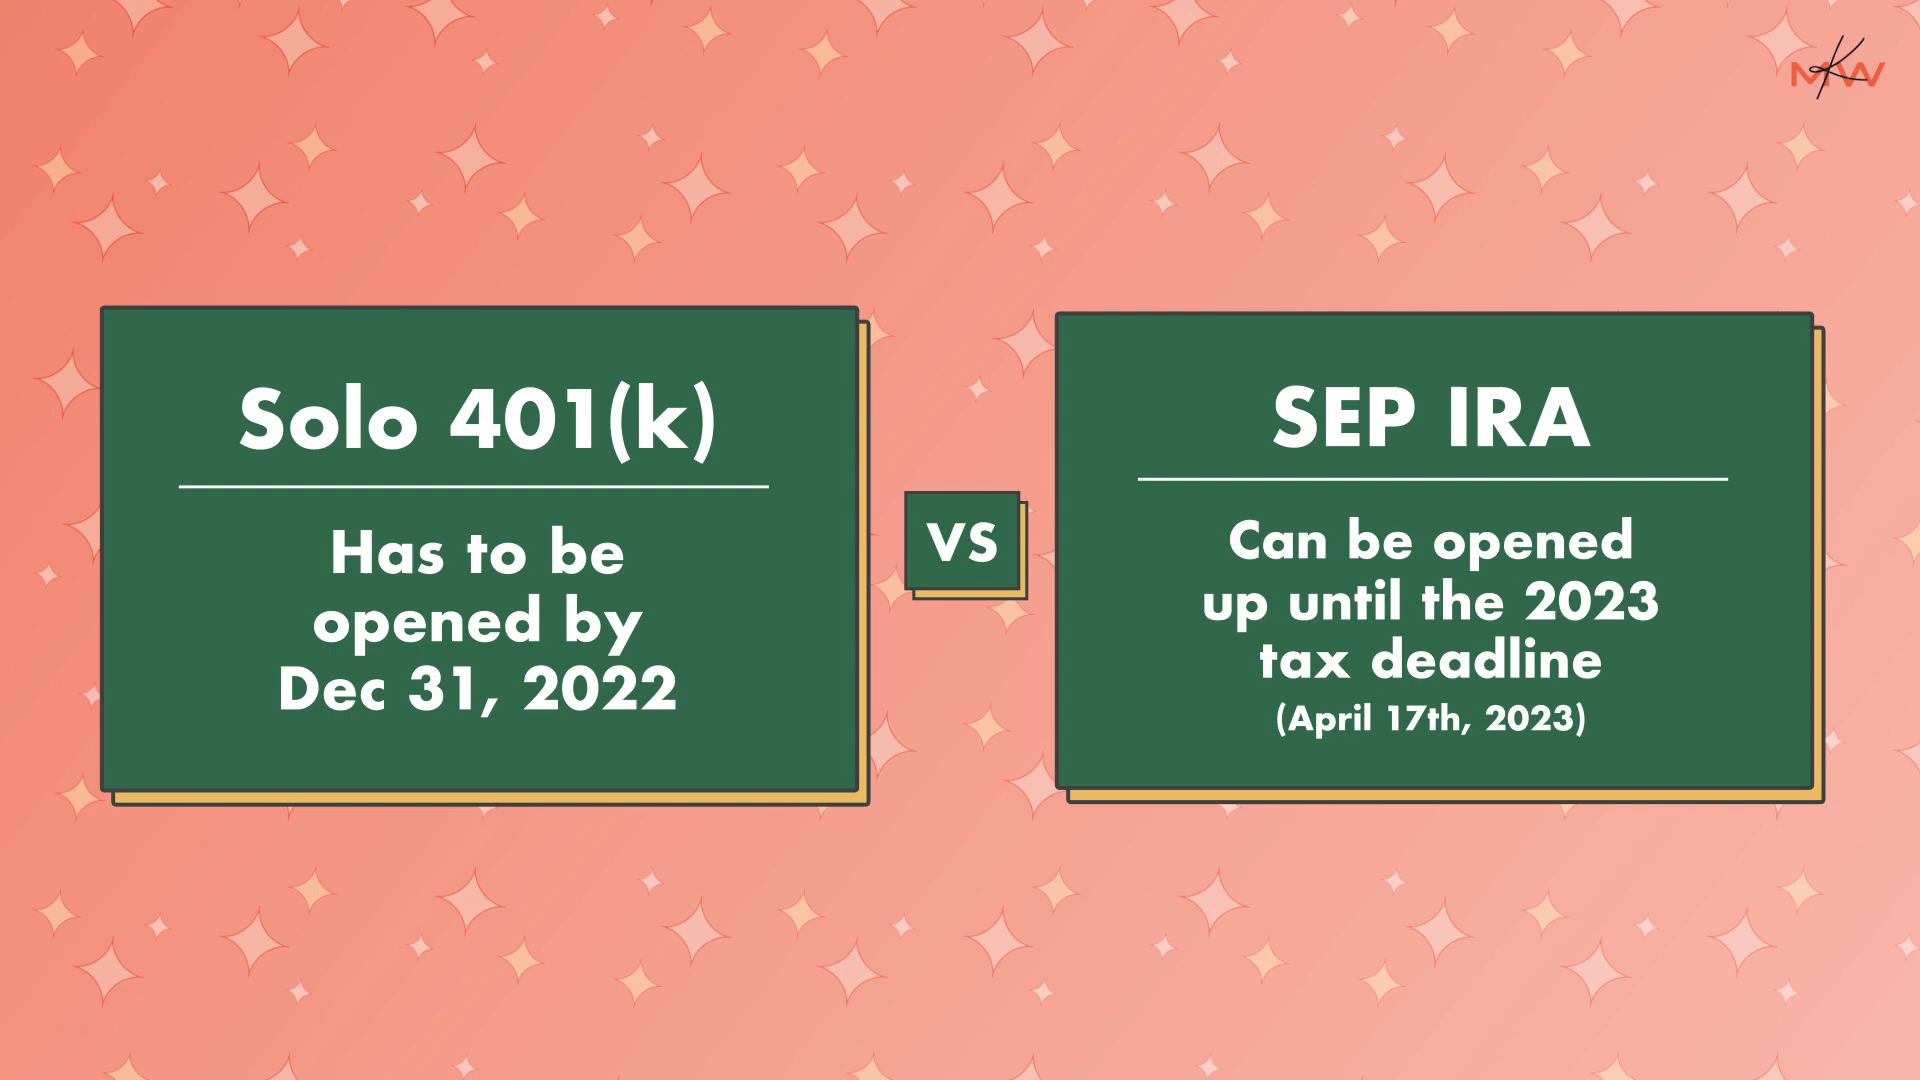 MKW
Solo 401(k)
Has to be
opened by
Dec 31, 2022
VS
SEP IRA
Can be opened
up until the 2023
tax deadline
(April 17th, 2023)